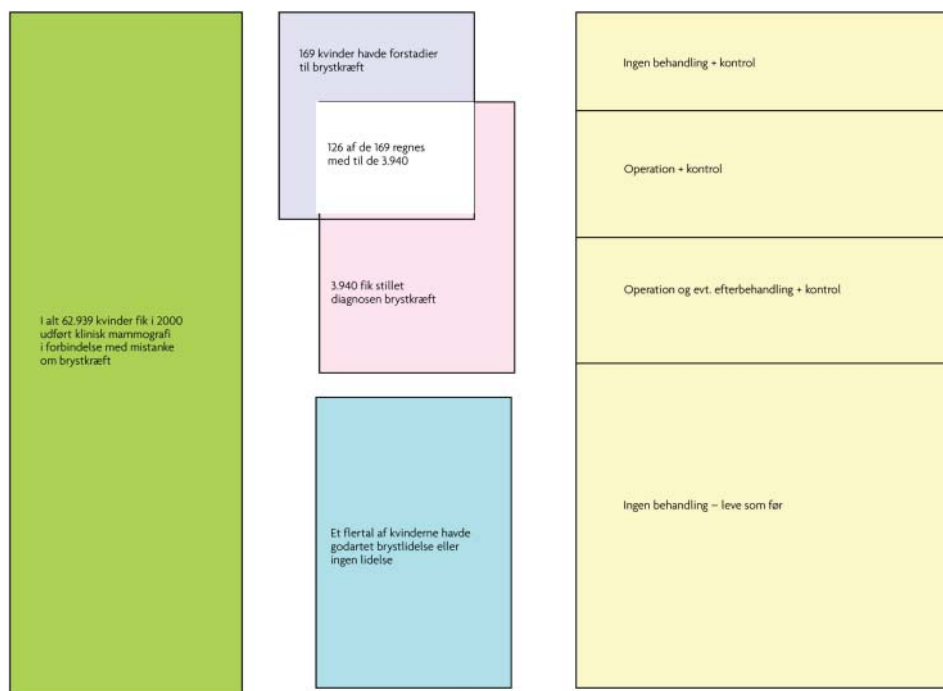 I alt 62.939 kvinder fik i 2000
udført klinisk mammografi
i forbindelse med mistanke
om brystkræft
169 kvinder havde forstadier
til brystkræft
126 af de 169 regnes
med til de 3.940
3.940 fik stillet
diagnosen brystkræft
Et flertal af kvinderne havde
godartet brystlidelse eller
ingen lidelse
Ingen behandling + kontrol
Operation + kontrol
Operation og evt. efterbehandling + kontrol
Ingen behandling – leve som før